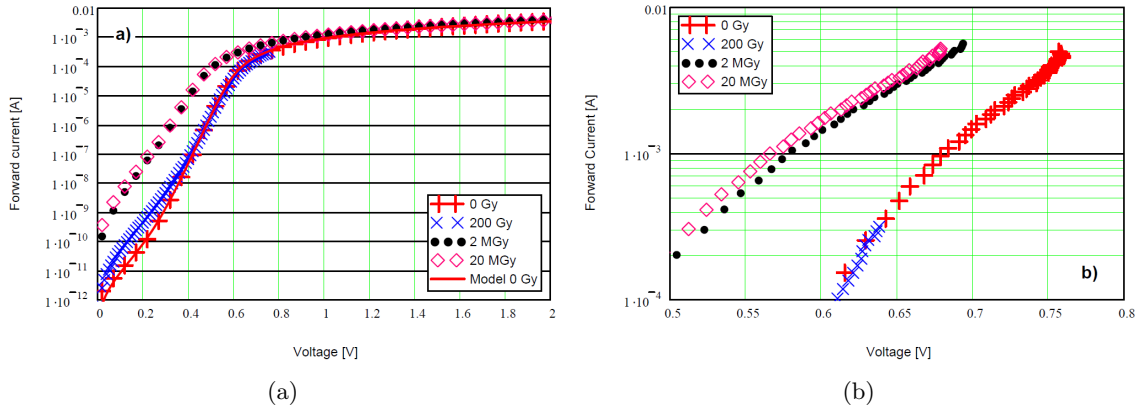 0.01
1·10⁻³
1·10⁻⁴
1·10⁻⁵
1·10⁻⁶
1·10⁻⁷
1·10⁻⁸
1·10⁻⁹
1·10⁻¹⁰
1·10⁻¹¹
1·10⁻¹²
Forward current [A]
a)
0 Gy
200 Gy
2 MGy
20 MGy
Model 0 Gy
0 0.2 0.4 0.6 0.8 1 1.2 1.4 1.6 1.8 2
Voltage [V]
(a)
0.01
1·10⁻³
1·10⁻⁴
Forward Current [A]
0 Gy
200 Gy
2 MGy
20 MGy
b)
0.5 0.55 0.6 0.65 0.7 0.75 0.8
Voltage [V]
(b)